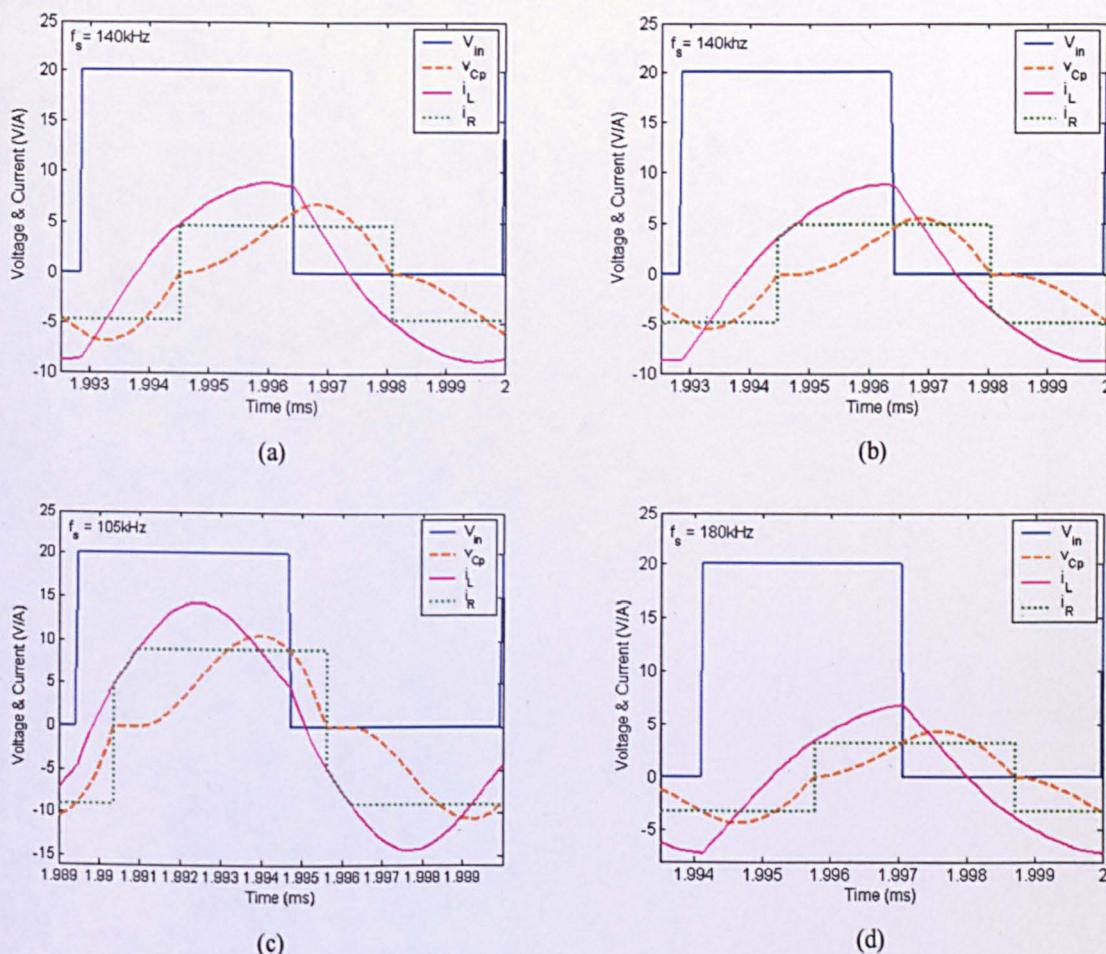 f_s = 140kHz
V_in
v_Cp
i_L
i_R
Voltage & Current (V/A)
25
20
15
10
5
0
-5
-10
1.993
1.994
1.995
1.996
1.997
1.998
1.999
2
Time (ms)
(a)
f_s = 140khz
V_in
v_Cp
i_L
i_R
Voltage & Current (V/A)
25
20
15
10
5
0
-5
-10
1.993
1.994
1.995
1.996
1.997
1.998
1.999
2
Time (ms)
(b)
f_s = 105kHz
V_in
v_Cp
i_L
i_R
Voltage & Current (V/A)
25
20
15
10
5
0
-5
-10
-15
1.989
1.99
1.991
1.992
1.993
1.994
1.995
1.996
1.997
1.998
1.999
Time (ms)
(c)
f_s = 180kHz
V_in
v_Cp
i_L
i_R
Voltage & Current (V/A)
25
20
15
10
5
0
-5
1.994
1.995
1.996
1.997
1.998
1.999
2
Time (ms)
(d)